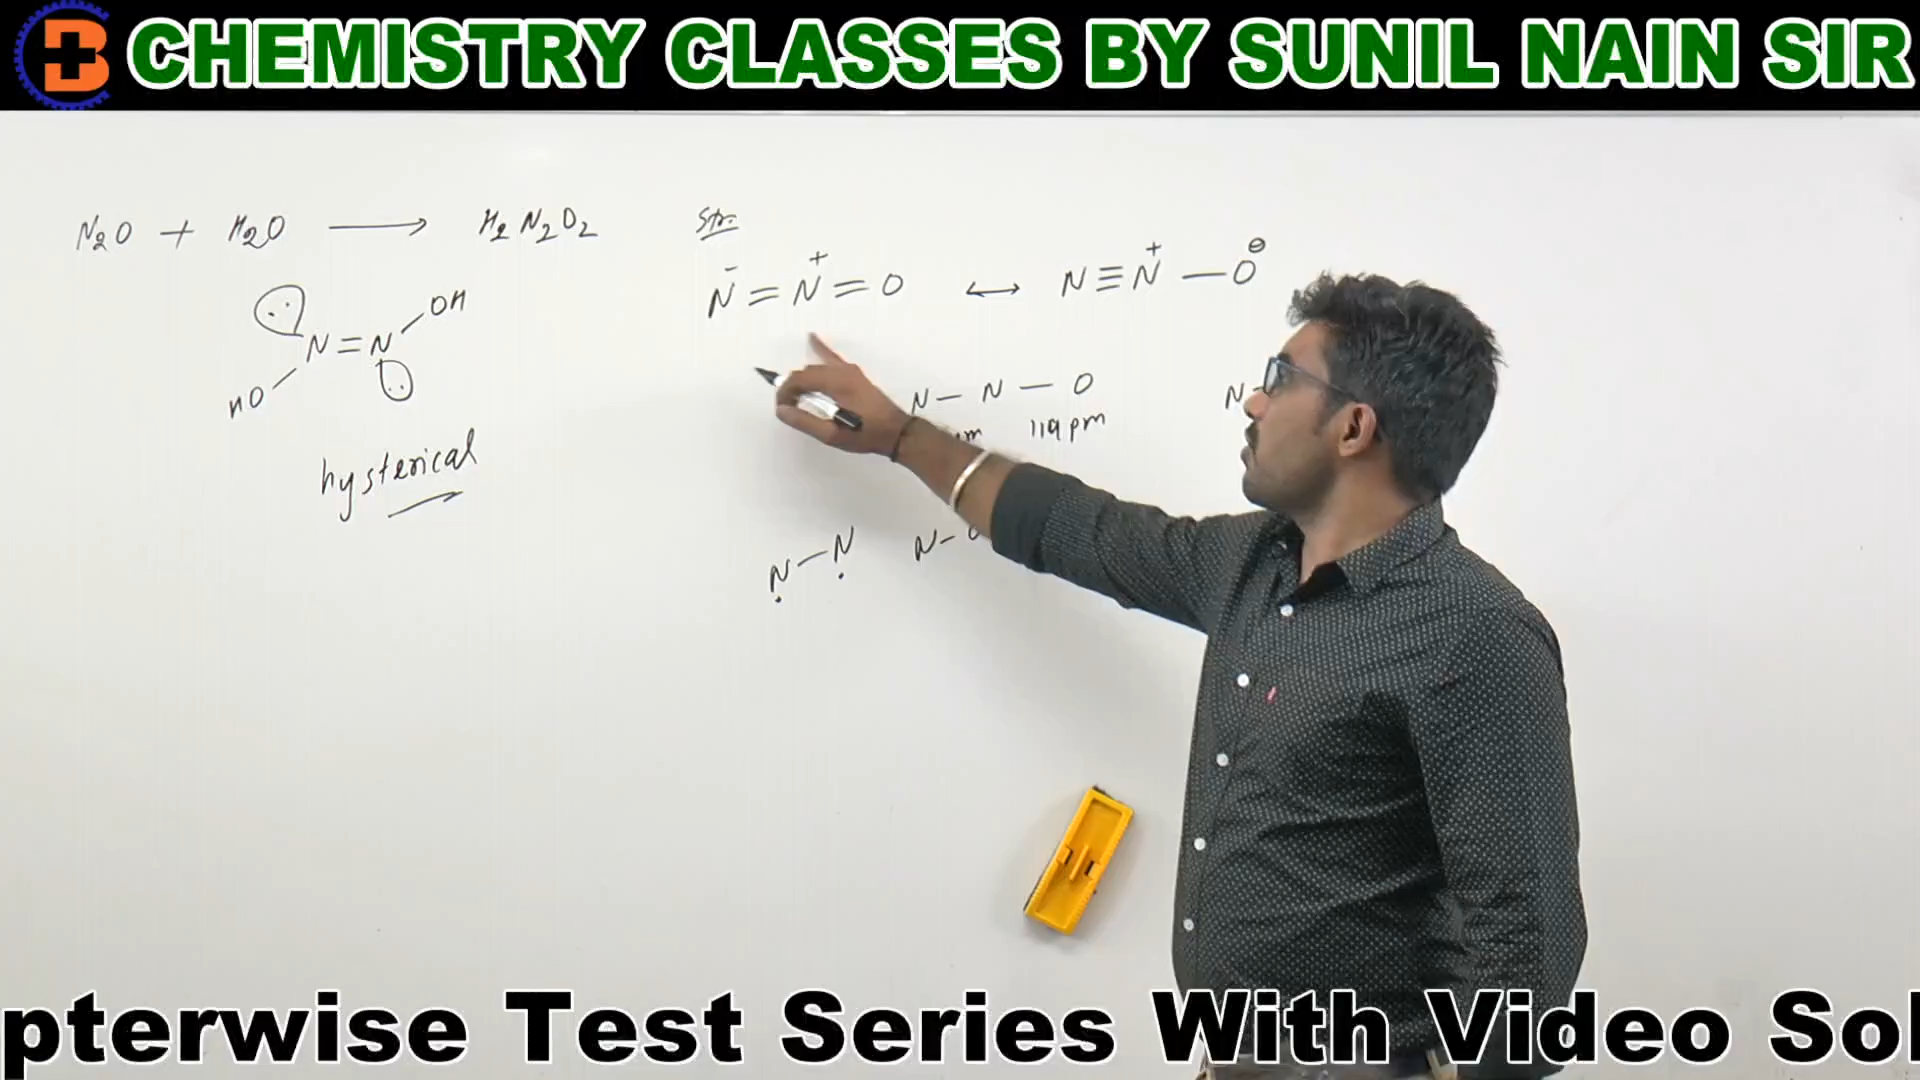 CHEMISTRY CLASSES BY SUNIL NAIN SIR
N2O + H2O ⟶ H2N2O2
Str.
N̄ = N⁺ = O ↔ N ≡ N⁺ — O⊖
HO N = N OH
N — N — O
119 pm
N
hysterical
N — N
N —
pterwise Test Series With Video Sol